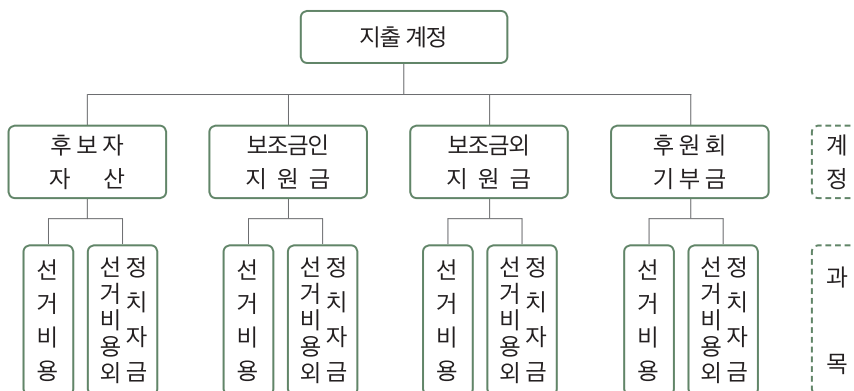 지출 계정
후보자
자 산
보조금인
지원금
보조금외
지원금
후원회
기부금
계
정
선거비용
선거비용외
정치자금
선거비용
선거비용외
정치자금
선거비용
선거비용외
정치자금
선거비용
선거비용외
정치자금
과
목